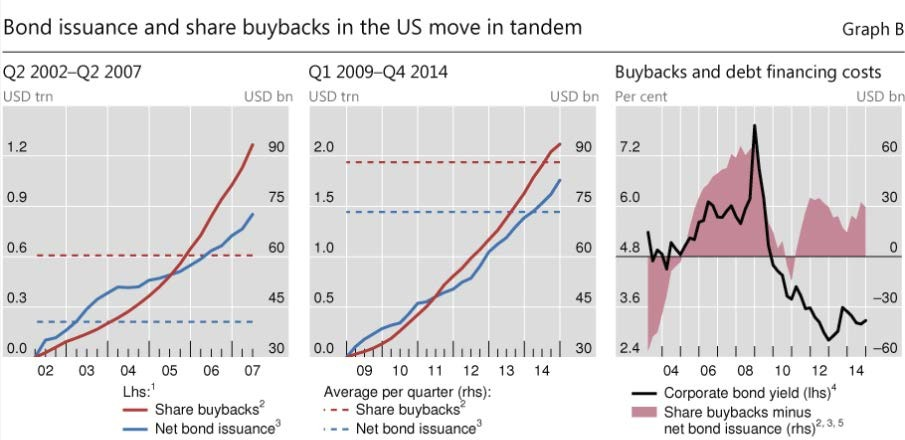 Bond issuance and share buybacks in the US move in tandem
Graph B
Q2 2002–Q2 2007
USD trn
USD bn
1.2
0.9
0.6
0.3
0.0
90
75
60
45
30
02 03 04 05 06 07
Q1 2009–Q4 2014
USD trn
USD bn
2.0
1.5
1.0
0.5
0.0
90
75
60
45
30
09 10 11 12 13 14
Buybacks and debt financing costs
Per cent
USD bn
7.2
6.0
4.8
3.6
2.4
60
30
0
–30
–60
04 06 08 10 12 14
Lhs:1
Share buybacks2
Net bond issuance3
Average per quarter (rhs):
Share buybacks2
Net bond issuance3
Corporate bond yield (lhs)4
Share buybacks minus
net bond issuance (rhs)2, 3, 5